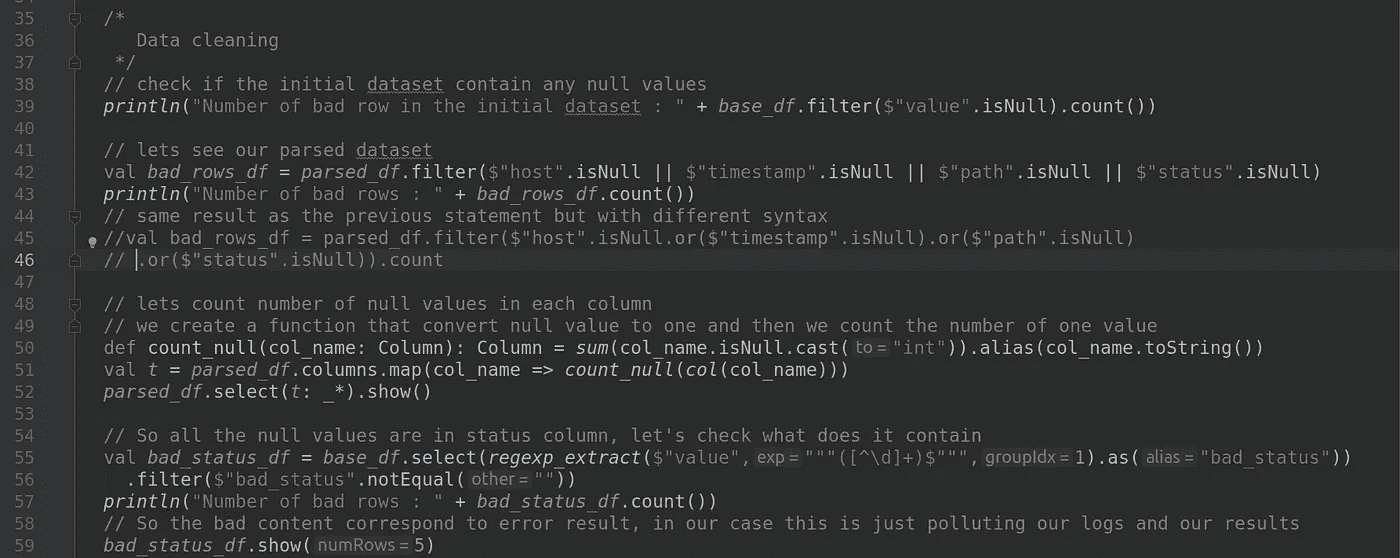 35 /*
36 Data cleaning
37 */
38 // check if the initial dataset contain any null values
39 println("Number of bad row in the initial dataset : " + base_df.filter($"value".isNull).count())
40
41 // lets see our parsed dataset
42 val bad_rows_df = parsed_df.filter($"host".isNull || $"timestamp".isNull || $"path".isNull || $"status".isNull)
43 println("Number of bad rows : " + bad_rows_df.count())
44 // same result as the previous statement but with different syntax
45 //val bad_rows_df = parsed_df.filter($"host".isNull.or($"timestamp".isNull).or($"path".isNull)
46 // .or($"status".isNull)).count
47
48 // lets count number of null values in each column
49 // we create a function that convert null value to one and then we count the number of one value
50 def count_null(col_name: Column): Column = sum(col_name.isNull.cast( to = "int")).alias(col_name.toString())
51 val t = parsed_df.columns.map(col_name => count_null(col(col_name)))
52 parsed_df.select(t: _*).show()
53
54 // So all the null values are in status column, let's check what does it contain
55 val bad_status_df = base_df.select(regexp_extract($"value", exp = """([^\d]+)$""", groupIdx = 1).as( alias = "bad_status"))
56 .filter($"bad_status".notEqual( other = ""))
57 println("Number of bad rows : " + bad_status_df.count())
58 // So the bad content correspond to error result, in our case this is just polluting our logs and our results
59 bad_status_df.show( numRows = 5)